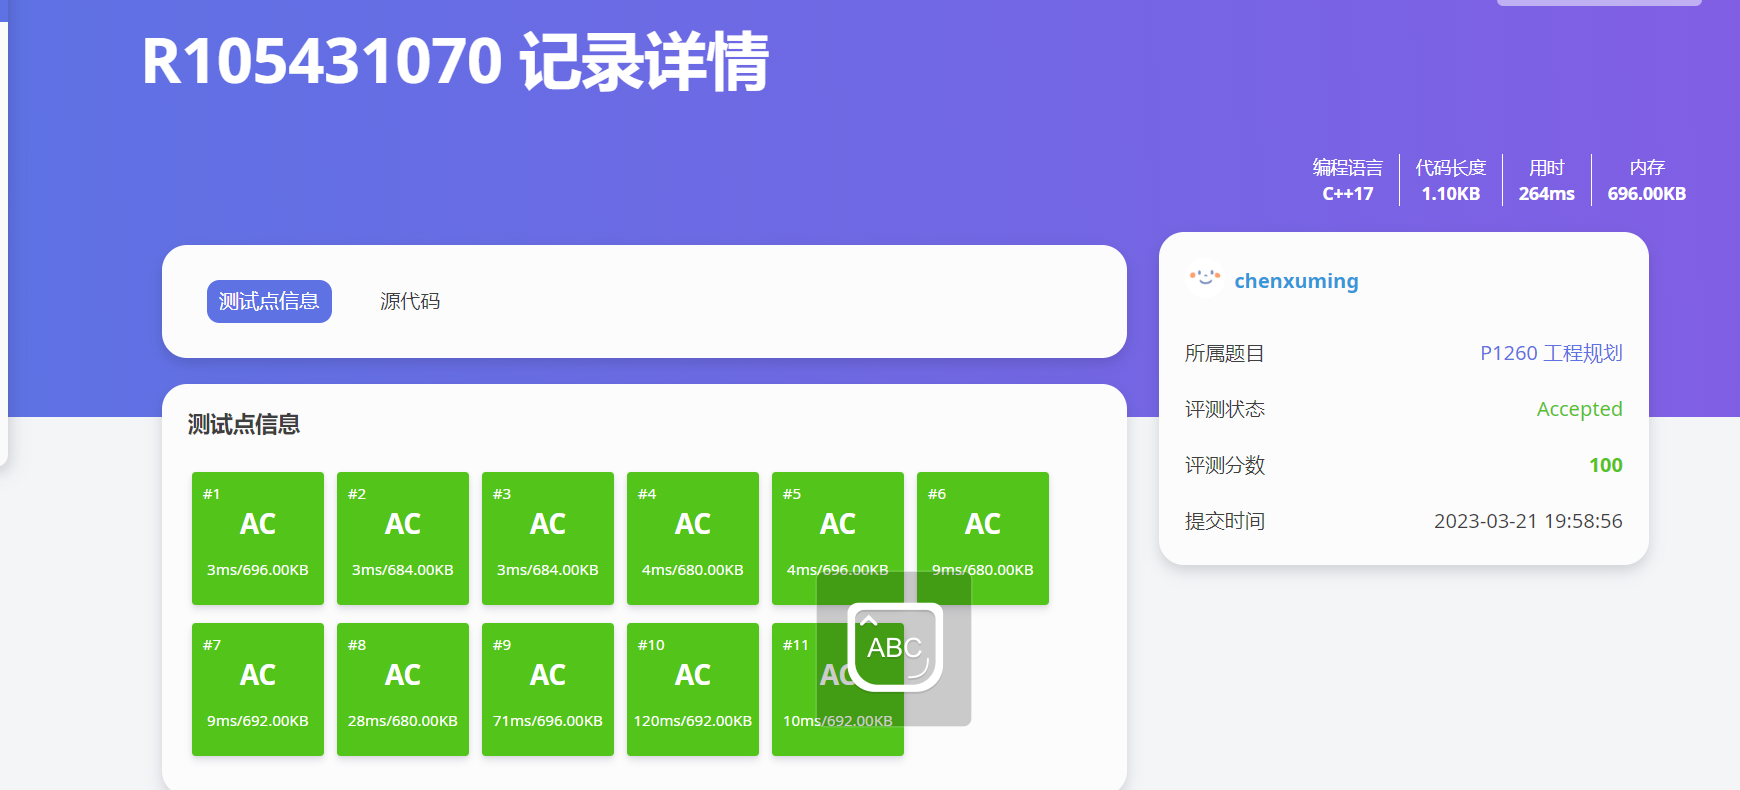 R105431070 记录详情
编程语言 代码长度 用时 内存
C++17 1.10KB 264ms 696.00KB
测试点信息 源代码
chenxuming
所属题目 P1260 工程规划
评测状态 Accepted
评测分数 100
提交时间 2023-03-21 19:58:56
测试点信息
#1 #2 #3 #4 #5 #6
AC AC AC AC AC AC
3ms/696.00KB 3ms/684.00KB 3ms/684.00KB 4ms/680.00KB 4ms/696.00KB 9ms/680.00KB
#7 #8 #9 #10 #11
AC AC AC AC AC
9ms/692.00KB 28ms/680.00KB 71ms/696.00KB 120ms/692.00KB 10ms/692.00KB
ABC